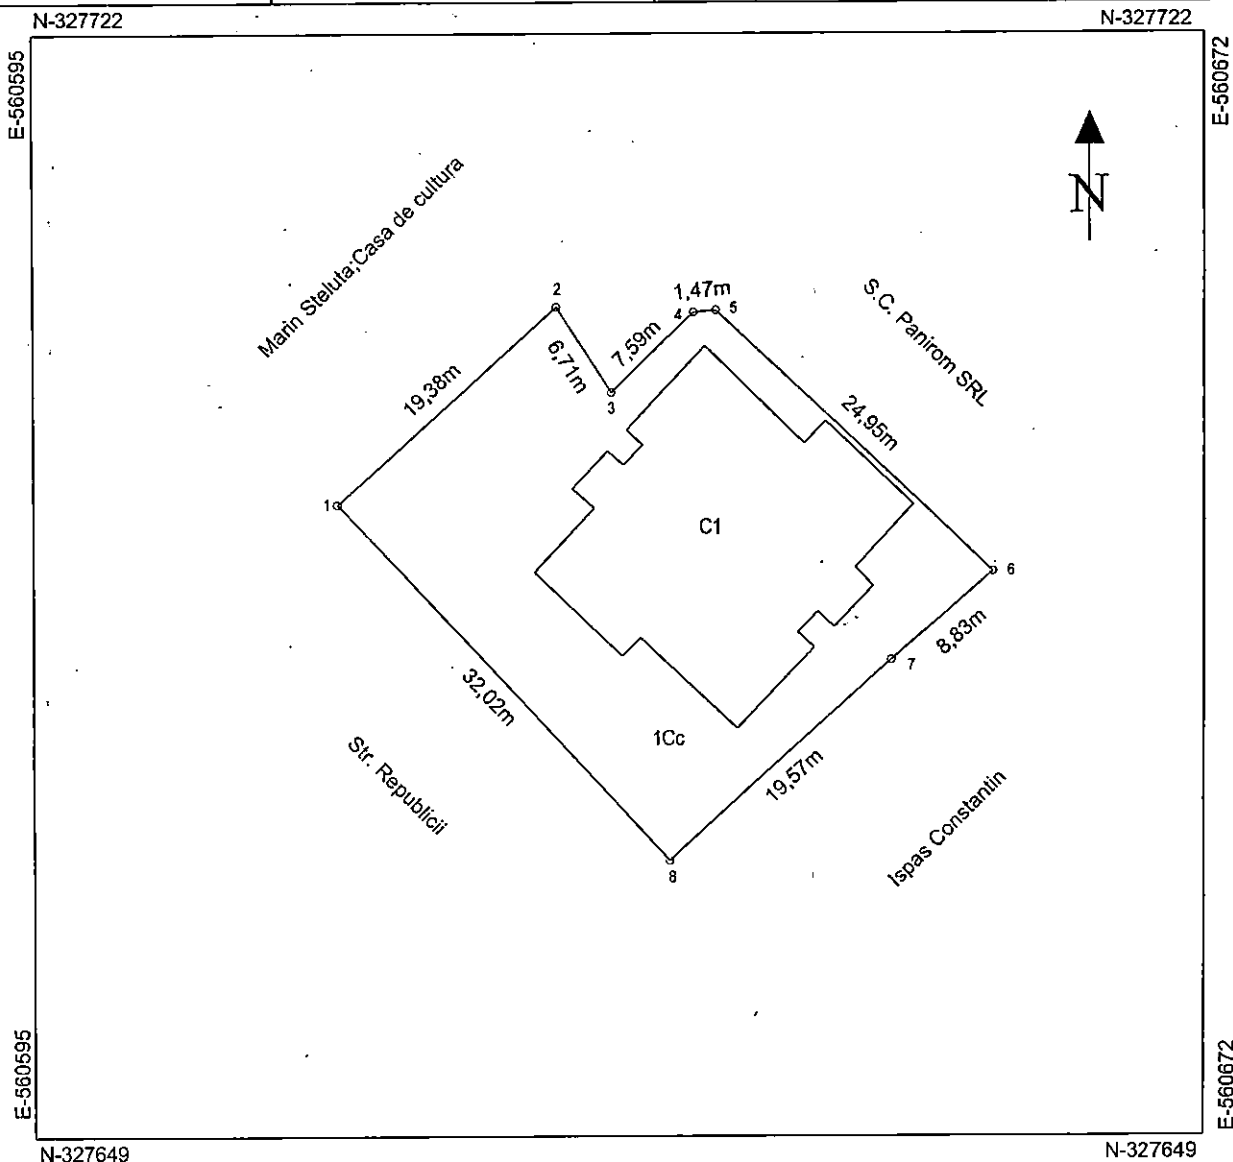 N-327722
N-327722
E-560595
E-560672
N
Marin Steluta;Casa de cultura
S.C. Panirom SRL
2
1,47m
4
5
6,71m
7,59m
3
19,38m
24,95m
1
C1
6
8,83m
7
32,02m
1Cc
19,57m
Str. Republicii
Ispas Constantin
8
E-560595
E-560672
N-327649
N-327649